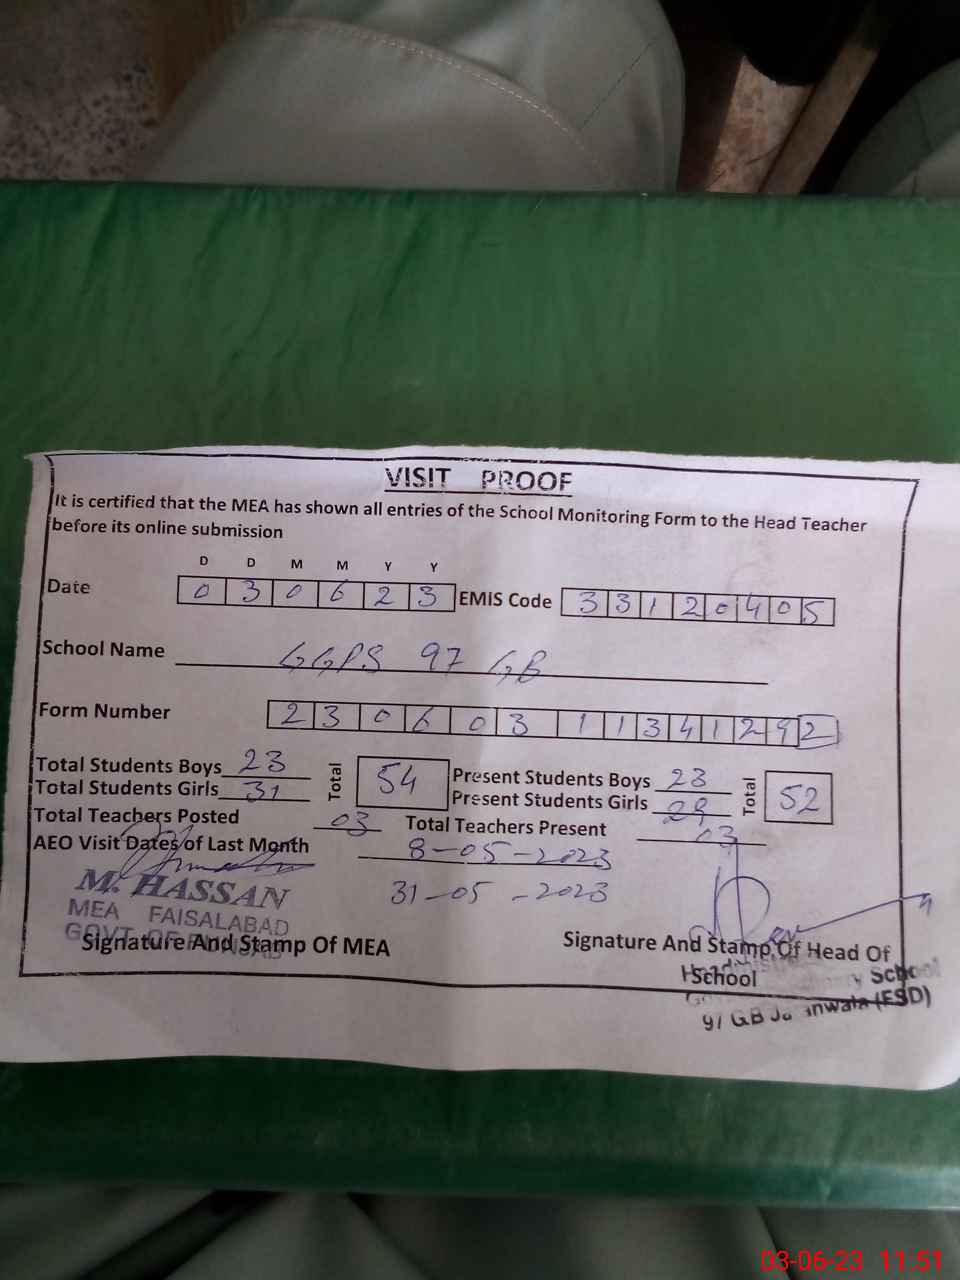 VISIT PROOF
It is certified that the MEA has shown all entries of the School Monitoring Form to the Head Teacher
before its online submission
D D M M Y Y
Date 0 3 0 6 2 3 EMIS Code 3 3 1 2 0 4 0 5
School Name GGPS 97 GB
Form Number 2 3 0 6 0 3 1 1 3 4 1 2 9 2
Total Students Boys 23 Total 54 Present Students Boys 23 Total 52
Total Students Girls 31 Present Students Girls 29
Total Teachers Posted 03 Total Teachers Present 03
AEO Visit Dates of Last Month 8-05-2023
31-05-2023
M. HASSAN
MEA FAISALABAD
GOVT OF PUNJAB
Signature And Stamp Of MEA Signature And Stamp Of Head Of
School
School
97 GB (FSD)
03-06-23 11:51